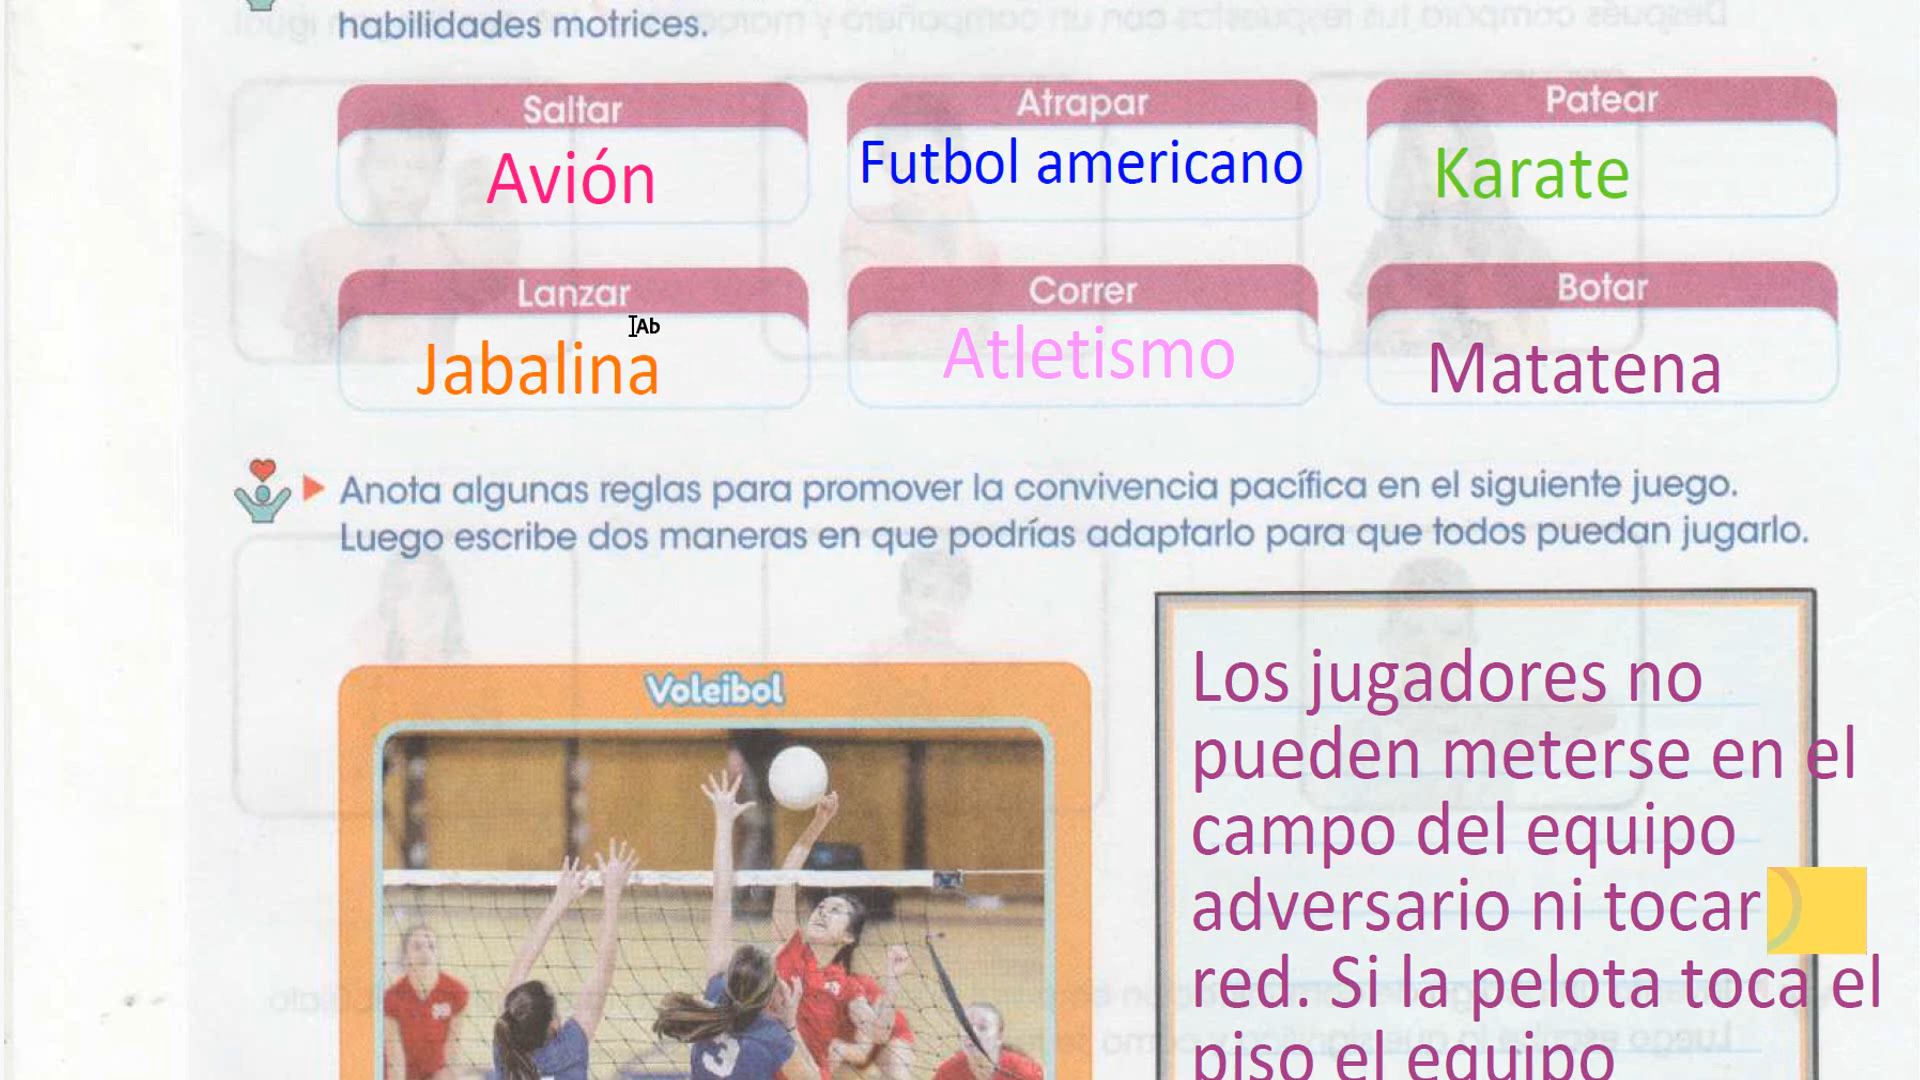 habilidades motrices.
Saltar
Avión
Atrapar
Futbol americano
Patear
Karate
Lanzar
Jabalina
Correr
Atletismo
Botar
Matatena
Ab
Anota algunas reglas para promover la convivencia pacífica en el siguiente juego.
Luego escribe dos maneras en que podrías adaptarlo para que todos puedan jugarlo.
Voleibol
3
Los jugadores no
pueden meterse en el
campo del equipo
adversario ni tocar
red. Si la pelota toca el
piso el equipo